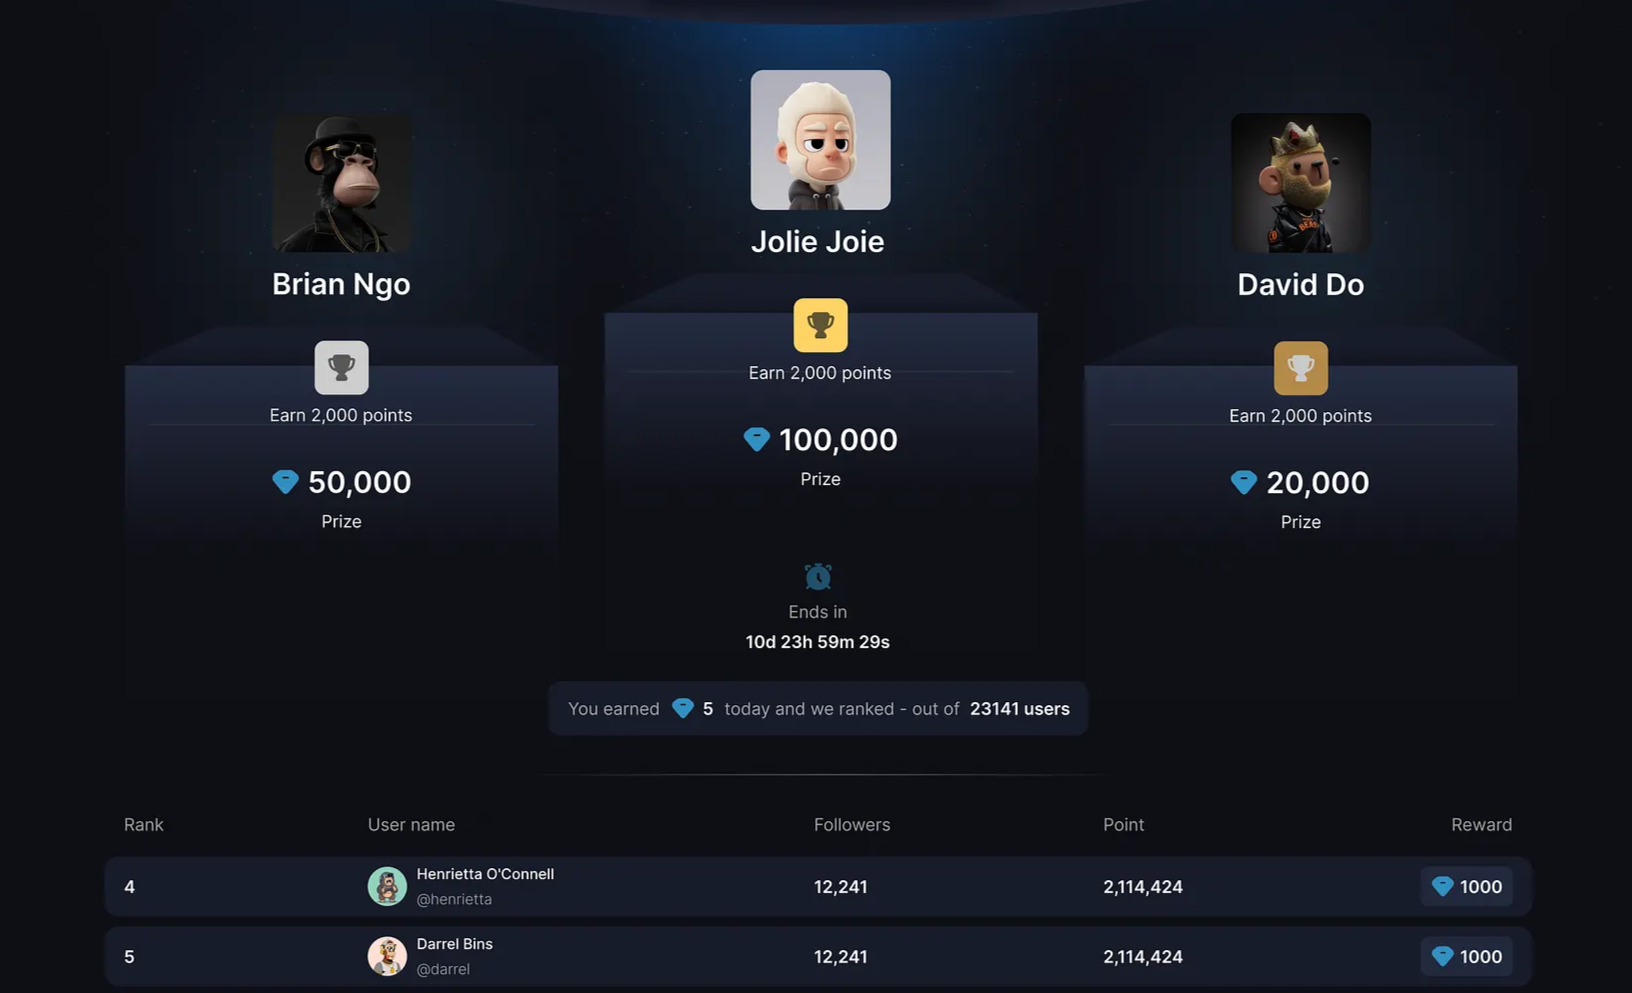 Jolie Joie
Brian Ngo
David Do
Earn 2,000 points
100,000
Prize
Earn 2,000 points
50,000
Prize
Earn 2,000 points
20,000
Prize
Ends in
10d 23h 59m 29s
You earned 5 today and we ranked - out of 23141 users
Rank User name Followers Point Reward
4 Henrietta O'Connell 12,241 2,114,424 1000
@henrietta
5 Darrel Bins 12,241 2,114,424 1000
@darrel